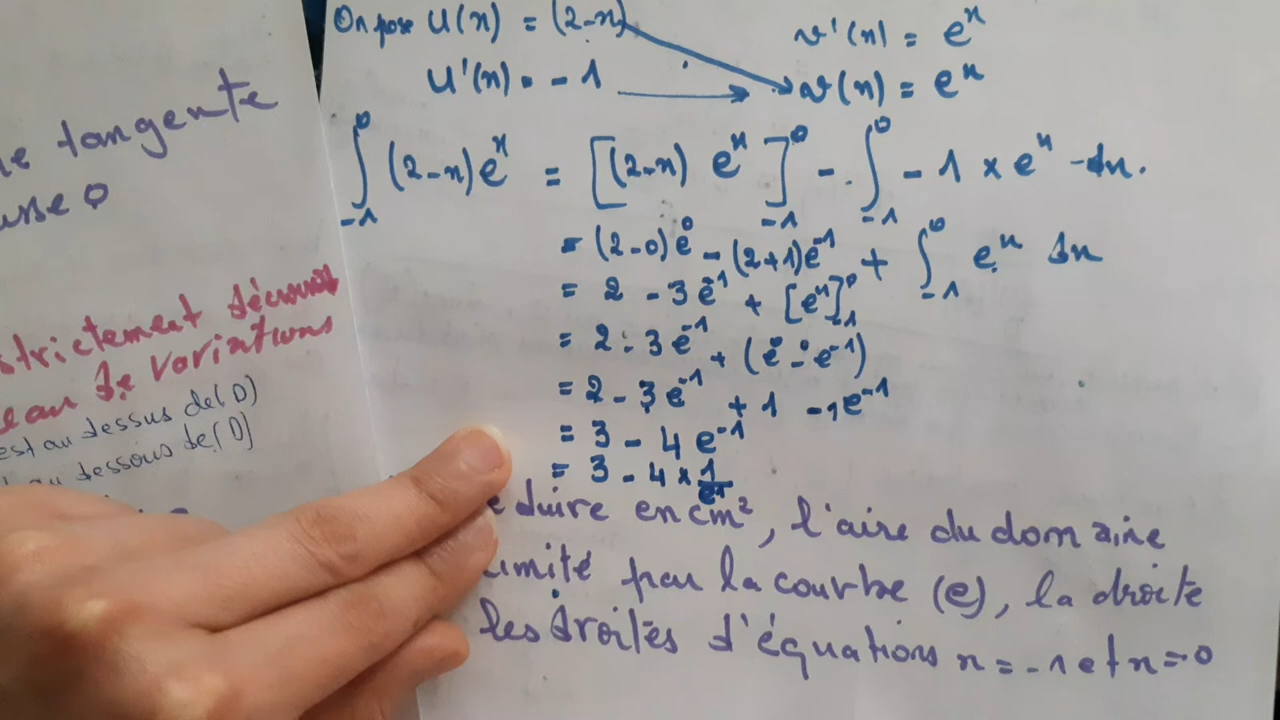 tangente
0
strictement
de variations
est au dessus de (D)
au dessous de (D)
On pose U(x) = (2-x)
v'(x) = e^x
U'(x) = -1
v(x) = e^x
∫_{-1}^{0} (2-x)e^x = [(2-x) e^x]_{-1}^{0} - ∫_{-1}^{0} -1 × e^x dx.
= (2-0)e^0 - (2+1)e^{-1} + ∫_{-1}^{0} e^x dx
= 2 - 3e^{-1} + [e^x]_{-1}^{0}
= 2 - 3e^{-1} + (e^0 - e^{-1})
= 2 - 3e^{-1} + 1 - 1e^{-1}
= 3 - 4e^{-1}
= 3 - 4 × 1/e^1
duire en cm², l'aire du domaine
limité par la courbe (e), la droite
les droites d'équations x = -1 et x = 0